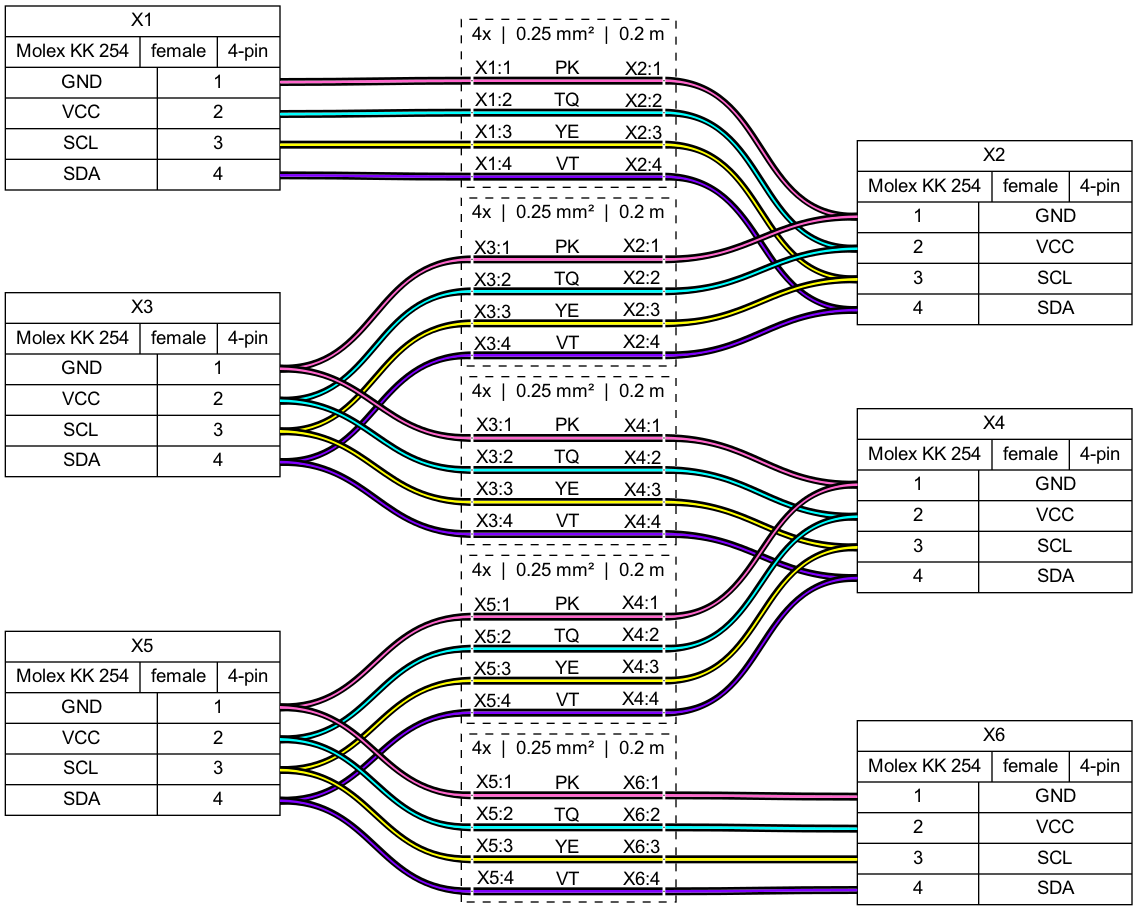 X1
Molex KK 254 female 4-pin
GND 1
VCC 2
SCL 3
SDA 4
4x | 0.25 mm² | 0.2 m
X1:1 PK X2:1
X1:2 TQ X2:2
X1:3 YE X2:3
X1:4 VT X2:4
X2
Molex KK 254 female 4-pin
1 GND
2 VCC
3 SCL
4 SDA
4x | 0.25 mm² | 0.2 m
X3:1 PK X2:1
X3:2 TQ X2:2
X3:3 YE X2:3
X3:4 VT X2:4
X3
Molex KK 254 female 4-pin
GND 1
VCC 2
SCL 3
SDA 4
4x | 0.25 mm² | 0.2 m
X3:1 PK X4:1
X3:2 TQ X4:2
X3:3 YE X4:3
X3:4 VT X4:4
X4
Molex KK 254 female 4-pin
1 GND
2 VCC
3 SCL
4 SDA
4x | 0.25 mm² | 0.2 m
X5:1 PK X4:1
X5:2 TQ X4:2
X5:3 YE X4:3
X5:4 VT X4:4
X5
Molex KK 254 female 4-pin
GND 1
VCC 2
SCL 3
SDA 4
4x | 0.25 mm² | 0.2 m
X5:1 PK X6:1
X5:2 TQ X6:2
X5:3 YE X6:3
X5:4 VT X6:4
X6
Molex KK 254 female 4-pin
1 GND
2 VCC
3 SCL
4 SDA